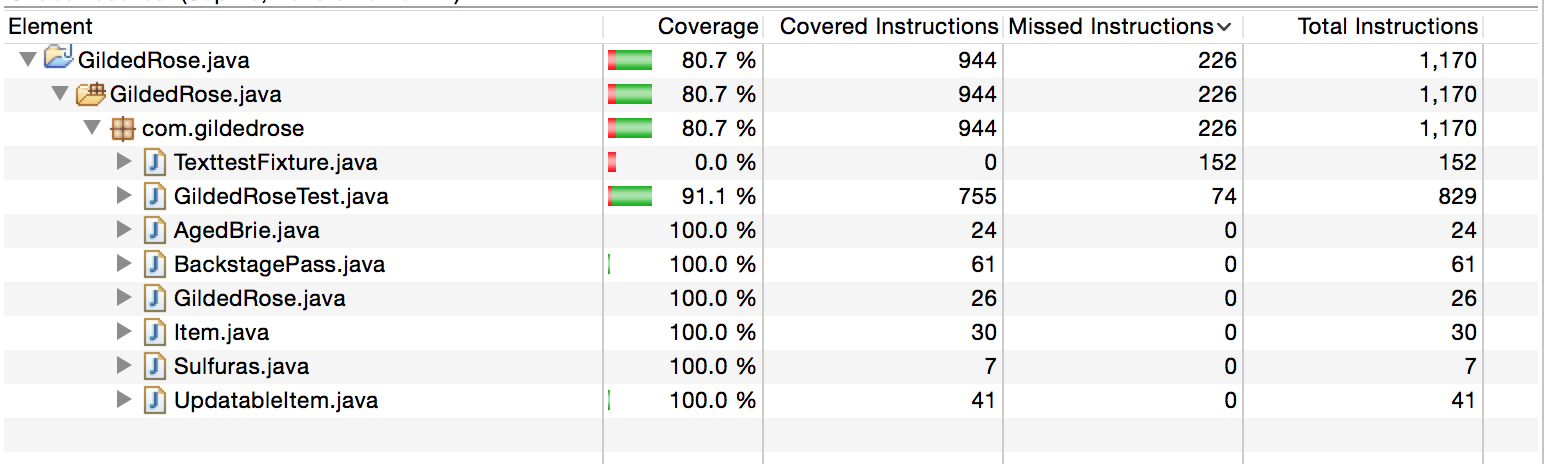 Element Coverage Covered Instructions Missed Instructions Total Instructions
GildedRose.java 80.7 % 944 226 1,170
GildedRose.java 80.7 % 944 226 1,170
com.gildedrose 80.7 % 944 226 1,170
TexttestFixture.java 0.0 % 0 152 152
GildedRoseTest.java 91.1 % 755 74 829
AgedBrie.java 100.0 % 24 0 24
BackstagePass.java 100.0 % 61 0 61
GildedRose.java 100.0 % 26 0 26
Item.java 100.0 % 30 0 30
Sulfuras.java 100.0 % 7 0 7
UpdatableItem.java 100.0 % 41 0 41